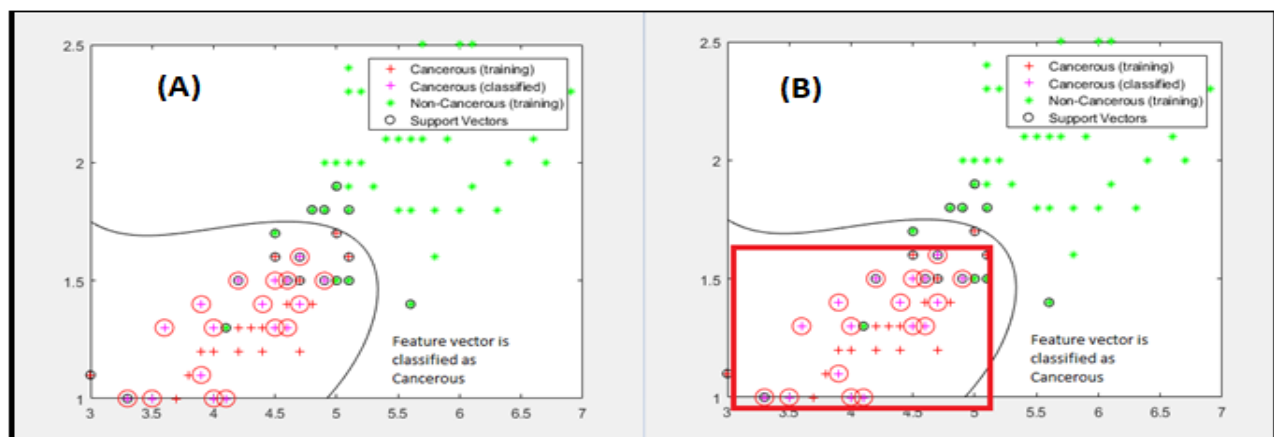 (A)
Cancerous (training)
Cancerous (classified)
Non-Cancerous (training)
Support Vectors
2.5
2
1.5
1
3
3.5
4
4.5
5
5.5
6
6.5
7
Feature vector is
classified as
Cancerous
(B)
Cancerous (training)
Cancerous (classified)
Non-Cancerous (training)
Support Vectors
2.5
2
1.5
1
3
3.5
4
4.5
5
5.5
6
6.5
7
Feature vector is
classified as
Cancerous